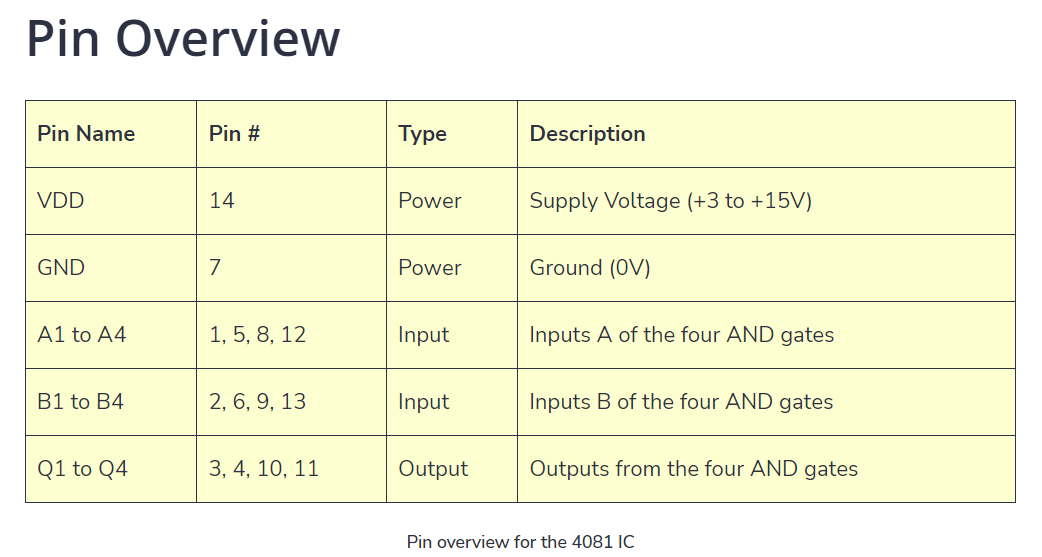 Pin Overview
Pin Name Pin # Type Description
VDD 14 Power Supply Voltage (+3 to +15V)
GND 7 Power Ground (0V)
A1 to A4 1, 5, 8, 12 Input Inputs A of the four AND gates
B1 to B4 2, 6, 9, 13 Input Inputs B of the four AND gates
Q1 to Q4 3, 4, 10, 11 Output Outputs from the four AND gates
Pin overview for the 4081 IC